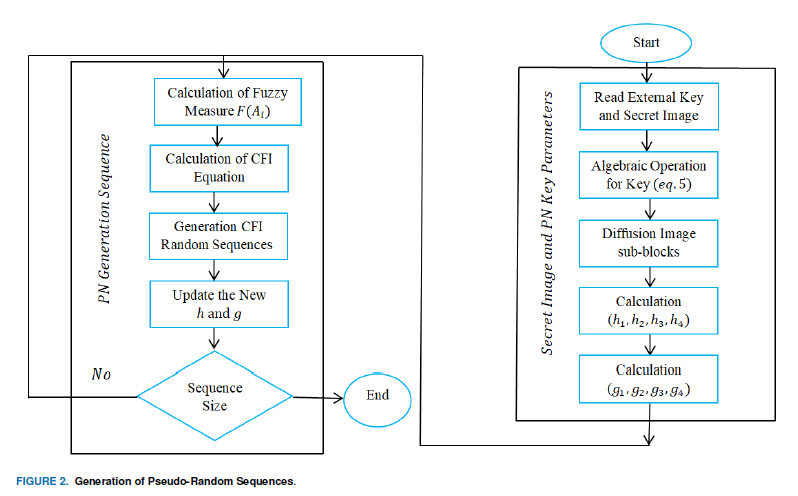 Start
Secret Image and PN Key Parameters
Read External Key
and Secret Image
Algebraic Operation
for Key (eq. 5)
Diffusion Image
sub-blocks
Calculation
(h₁, h₂, h₃, h₄)
Calculation
(g₁, g₂, g₃, g₄)
PN Generation Sequence
Calculation of Fuzzy
Measure F(Aᵢ)
Calculation of CFI
Equation
Generation CFI
Random Sequences
Update the New
h and g
Sequence
Size
No
End
FIGURE 2. Generation of Pseudo-Random Sequences.